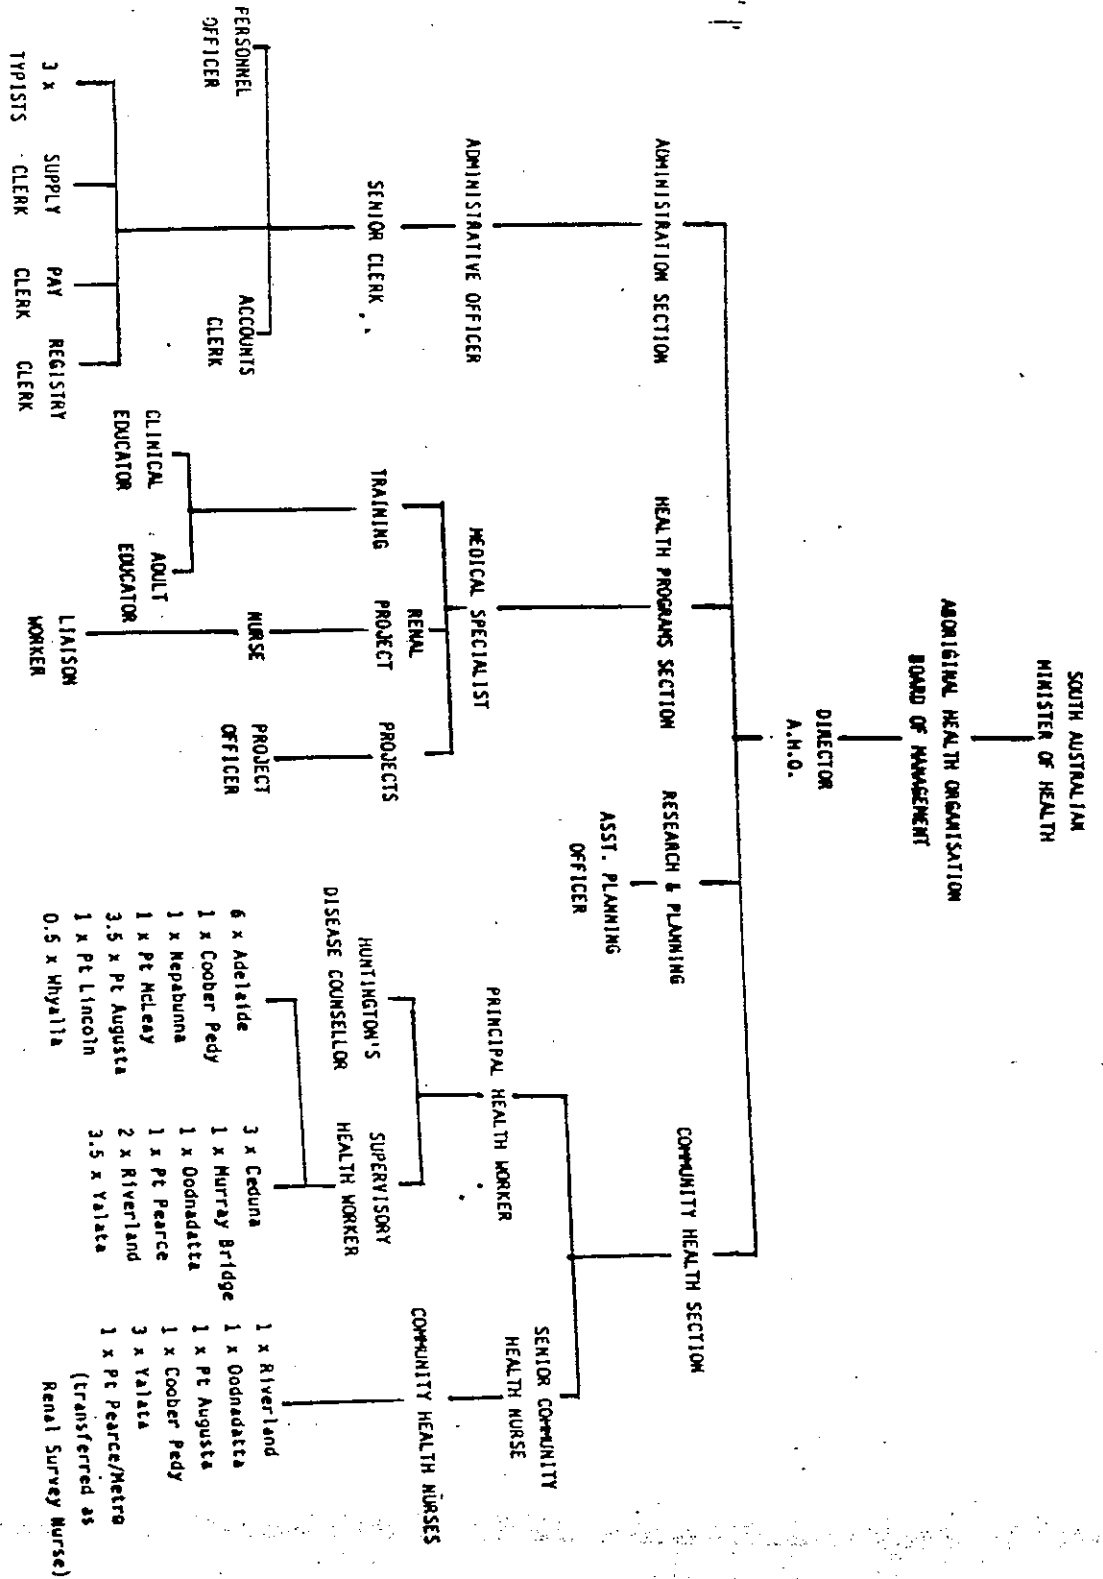 SOUTH AUSTRALIAN
MINISTER OF HEALTH
ABORIGINAL HEALTH ORGANISATION
BOARD OF MANAGEMENT
DIRECTOR
A.H.O.
ADMINISTRATION SECTION
HEALTH PROGRAMS SECTION
RESEARCH & PLANNING
COMMUNITY HEALTH SECTION
ADMINISTRATIVE OFFICER
SENIOR CLERK
PERSONNEL
OFFICER
ACCOUNTS
CLERK
3 x
TYPISTS
SUPPLY
CLERK
PAY
CLERK
REGISTRY
CLERK
MEDICAL SPECIALIST
TRAINING
CLINICAL
EDUCATOR
ADULT
EDUCATOR
RENAL
PROJECT
NURSE
LIAISON
WORKER
PROJECTS
PROJECT
OFFICER
ASST. PLANNING
OFFICER
PRINCIPAL HEALTH WORKER
HUNTINGTON'S
DISEASE COUNSELLOR
SUPERVISORY
HEALTH WORKER
6 x Adelaide
1 x Coober Pedy
1 x Nepabunna
1 x Pt McLeay
3.5 x Pt Augusta
1 x Pt Lincoln
0.5 x Whyalla
3 x Ceduna
1 x Murray Bridge
1 x Oodnadatta
1 x Pt Pearce
2 x Riverland
3.5 x Yalata
SENIOR COMMUNITY
HEALTH NURSE
COMMUNITY HEALTH NURSES
1 x Riverland
1 x Oodnadatta
1 x Pt Augusta
1 x Coober Pedy
3 x Yalata
1 x Pt Pearce/Metro
(transferred as
Renal Survey Nurse)